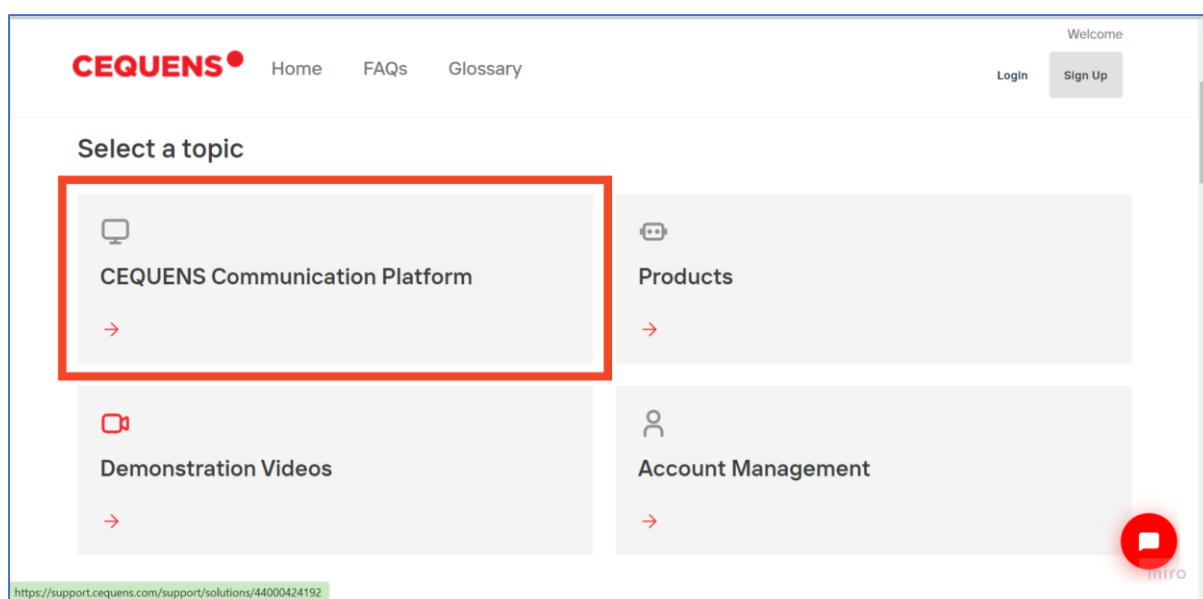 Welcome
CEQUENS Home FAQs Glossary Login Sign Up
Select a topic
CEQUENS Communication Platform
Products
Demonstration Videos
Account Management
miro
https://support.cequens.com/support/solutions/44000424192